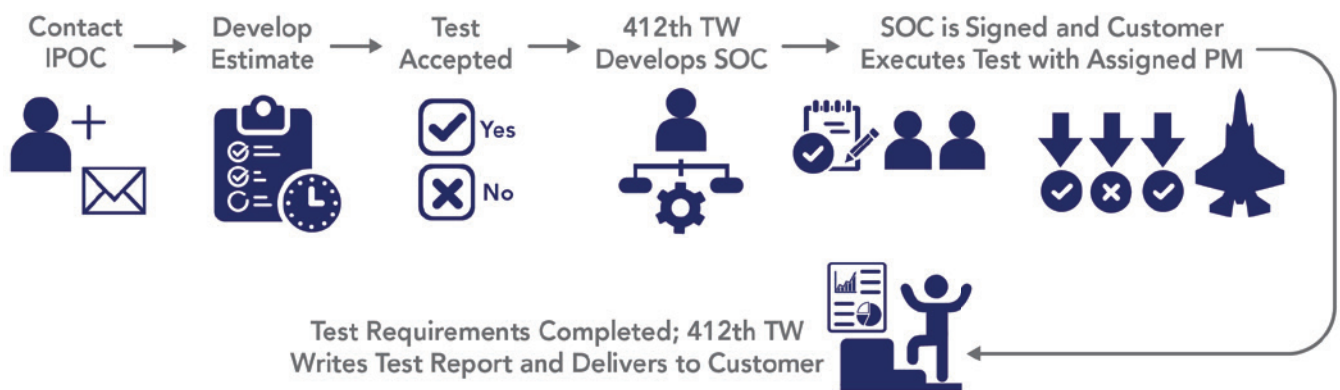 Contact
IPOC
Develop
Estimate
Test
Accepted
412th TW
Develops SOC
SOC is Signed and Customer
Executes Test with Assigned PM
Yes
No
Test Requirements Completed; 412th TW
Writes Test Report and Delivers to Customer